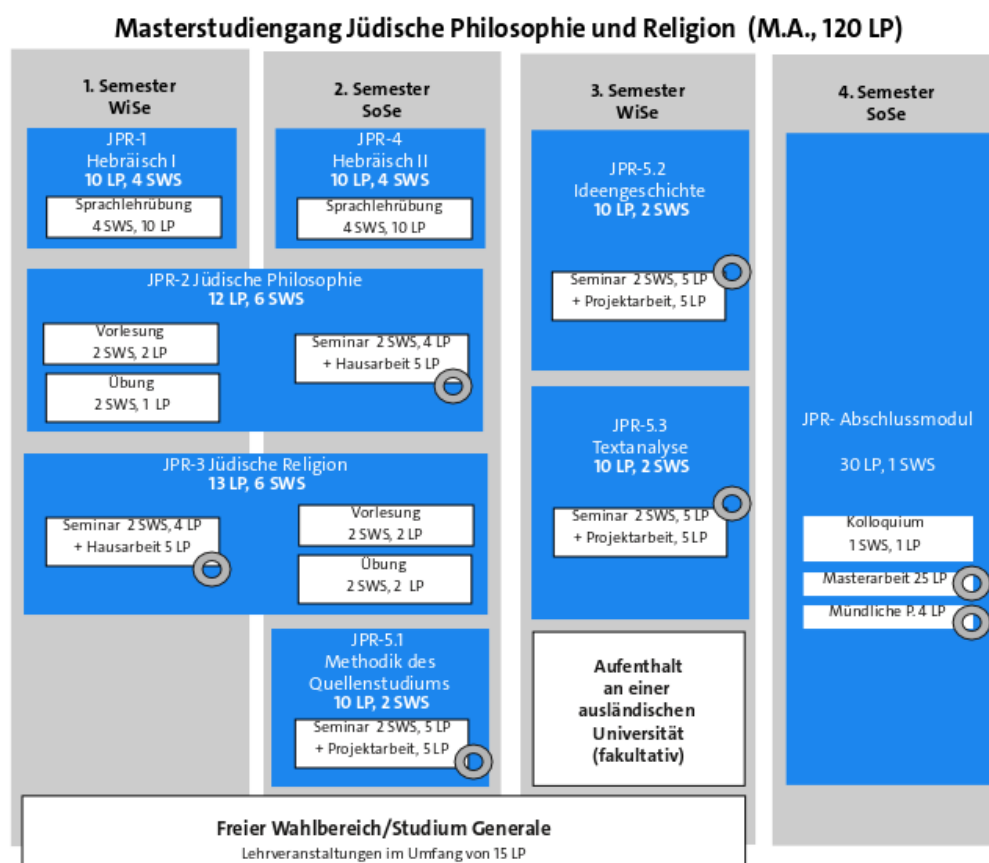 Masterstudiengang Jüdische Philosophie und Religion (M.A., 120 LP)
1. Semester
WiSe
JPR-1
Hebräisch I
10 LP, 4 SWS
Sprachlehrübung
4 SWS, 10 LP
2. Semester
SoSe
JPR-4
Hebräisch II
10 LP, 4 SWS
Sprachlehrübung
4 SWS, 10 LP
JPR-2 Jüdische Philosophie
12 LP, 6 SWS
Vorlesung
2 SWS, 2 LP
Übung
2 SWS, 1 LP
Seminar 2 SWS, 4 LP
+ Hausarbeit 5 LP
JPR-3 Jüdische Religion
13 LP, 6 SWS
Seminar 2 SWS, 4 LP
+ Hausarbeit 5 LP
Vorlesung
2 SWS, 2 LP
Übung
2 SWS, 2 LP
JPR-5.1
Methodik des
Quellenstudiums
10 LP, 2 SWS
Seminar 2 SWS, 5 LP
+ Projektarbeit, 5 LP
3. Semester
WiSe
JPR-5.2
Ideengeschichte
10 LP, 2 SWS
Seminar 2 SWS, 5 LP
+ Projektarbeit, 5 LP
JPR-5.3
Textanalyse
10 LP, 2 SWS
Seminar 2 SWS, 5 LP
+ Projektarbeit, 5 LP
Aufenthalt
an einer
ausländischen
Universität
(fakultativ)
4. Semester
SoSe
JPR- Abschlussmodul
30 LP, 1 SWS
Kolloquium
1 SWS, 1 LP
Masterarbeit 25 LP
Mündliche P. 4 LP
Freier Wahlbereich/Studium Generale
Lehrveranstaltungen im Umfang von 15 LP